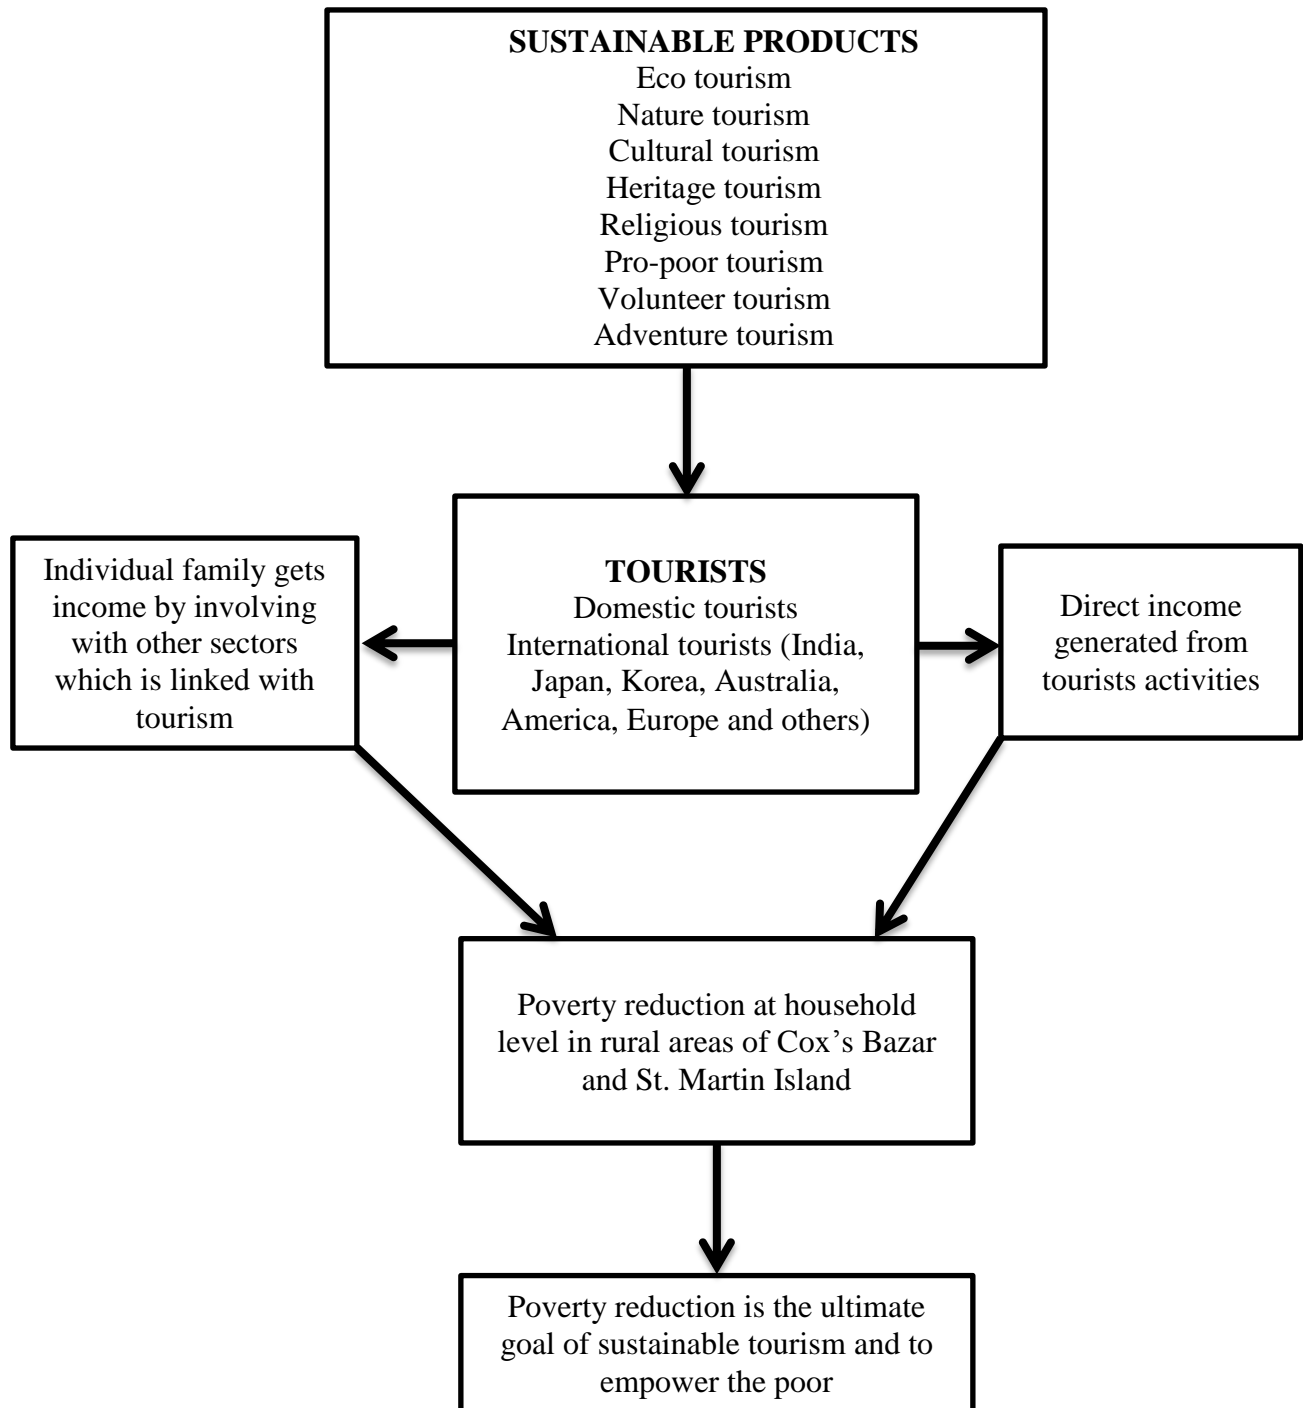 SUSTAINABLE PRODUCTS
Eco tourism
Nature tourism
Cultural tourism
Heritage tourism
Religious tourism
Pro-poor tourism
Volunteer tourism
Adventure tourism
Individual family gets
income by involving
with other sectors
which is linked with
tourism
TOURISTS
Domestic tourists
International tourists (India,
Japan, Korea, Australia,
America, Europe and others)
Direct income
generated from
tourists activities
Poverty reduction at household
level in rural areas of Cox’s Bazar
and St. Martin Island
Poverty reduction is the ultimate
goal of sustainable tourism and to
empower the poor